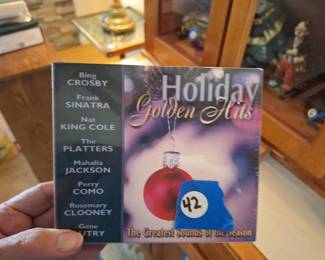 Bing
CROSBY
Frank
SINATRA
Nat
KING COLE
The
PLATTERS
Mahalia
JACKSON
Perry
COMO
Rosemary
CLOONEY
Gene
UTRY
Holiday
Golden Hits
42
The Greatest Sounds of the Season